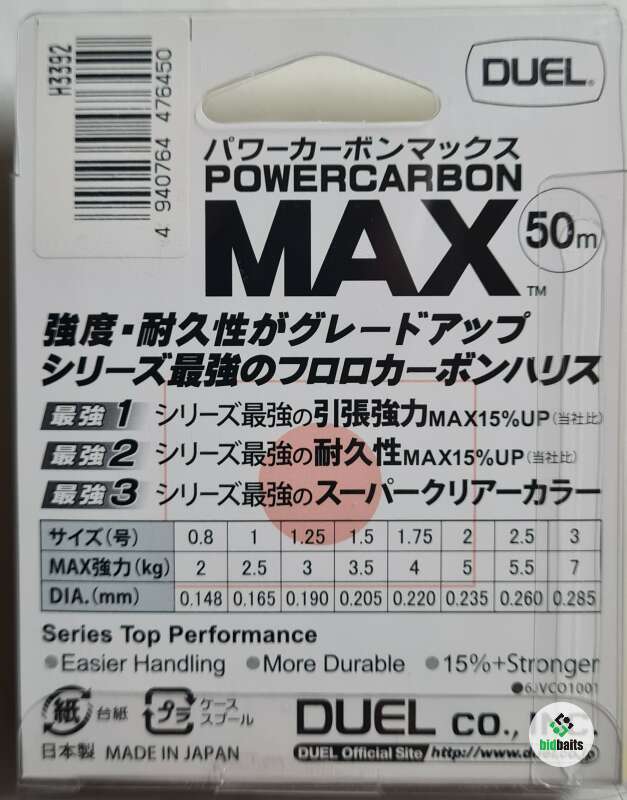 H3392
4 940764 476450
DUEL®
パワーカーボンマックス
POWERCARBON
MAX™
50m
強度・耐久性がグレードアップ
シリーズ最強のフロロカーボンハリス
最強1 シリーズ最強の引張強力MAX15%UP(当社比)
最強2 シリーズ最強の耐久性MAX15%UP(当社比)
最強3 シリーズ最強のスーパークリアーカラー
サイズ(号) 0.8 1 1.25 1.5 1.75 2 2.5 3
MAX強力(kg) 2 2.5 3 3.5 4 5 5.5 7
DIA.(mm) 0.148 0.165 0.190 0.205 0.220 0.235 0.260 0.285
Series Top Performance
●Easier Handling ●More Durable ●15%+Stronger
紙 台紙
プラ ケース
スプール
DUEL CO.,
日本製 MADE IN JAPAN
DUEL Official Site
bidbaits